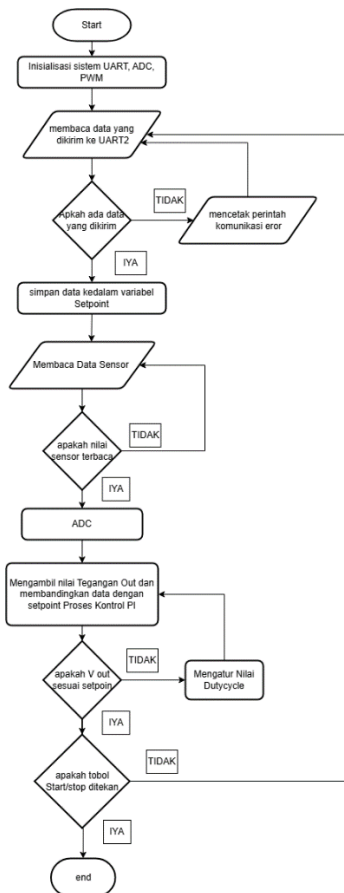 Start
Inisialisasi sistem UART, ADC,
PWM
membaca data yang
dikirim ke UART2
Apkah ada data
yang dikirim
TIDAK
mencetak perintah
komunikasi eror
IYA
simpan data kedalam variabel
Setpoint
Membaca Data Sensor
apakah nilai
sensor terbaca
TIDAK
IYA
ADC
Mengambil nilai Tegangan Out dan
membandingkan data dengan
setpoint Proses Kontrol PI
apakah V out
sesuai setpoin
TIDAK
Mengatur Nilai
Dutycycle
IYA
apakah tobol
Start/stop ditekan
TIDAK
IYA
end